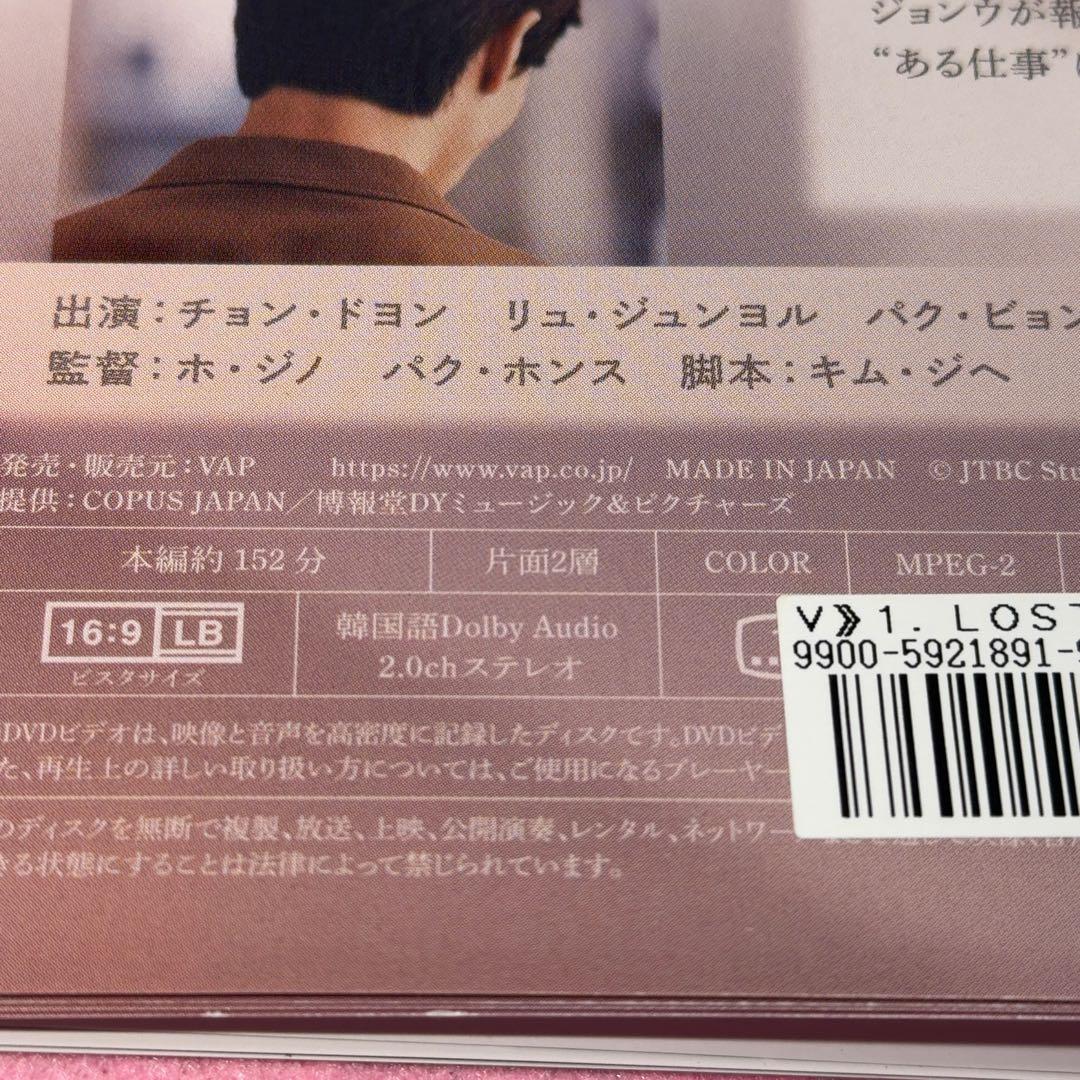 ジョンウが報
“ある仕事”
出演：チョン・ドヨン　リュ・ジュンヨル　パク・ビョン
監督：ホ・ジノ　パク・ホンス　脚本：キム・ジヘ
発売・販売元：VAP　https://www.vap.co.jp/　MADE IN JAPAN　© JTBC Stu
提供：COPUS JAPAN／博報堂DYミュージック&ピクチャーズ
本編約 152 分　片面2層　COLOR　MPEG-2
16:9 LB
ビスタサイズ
韓国語Dolby Audio
2.0chステレオ
V》1. LOST
9900-5921891-9
DVDビデオは、映像と音声を高密度に記録したディスクです。DVDビデ
た、再生上の詳しい取り扱い方については、ご使用になるプレーヤー
のディスクを無断で複製、放送、上映、公開演奏、レンタル、ネットワー
きる状態にすることは法律によって禁じられています。